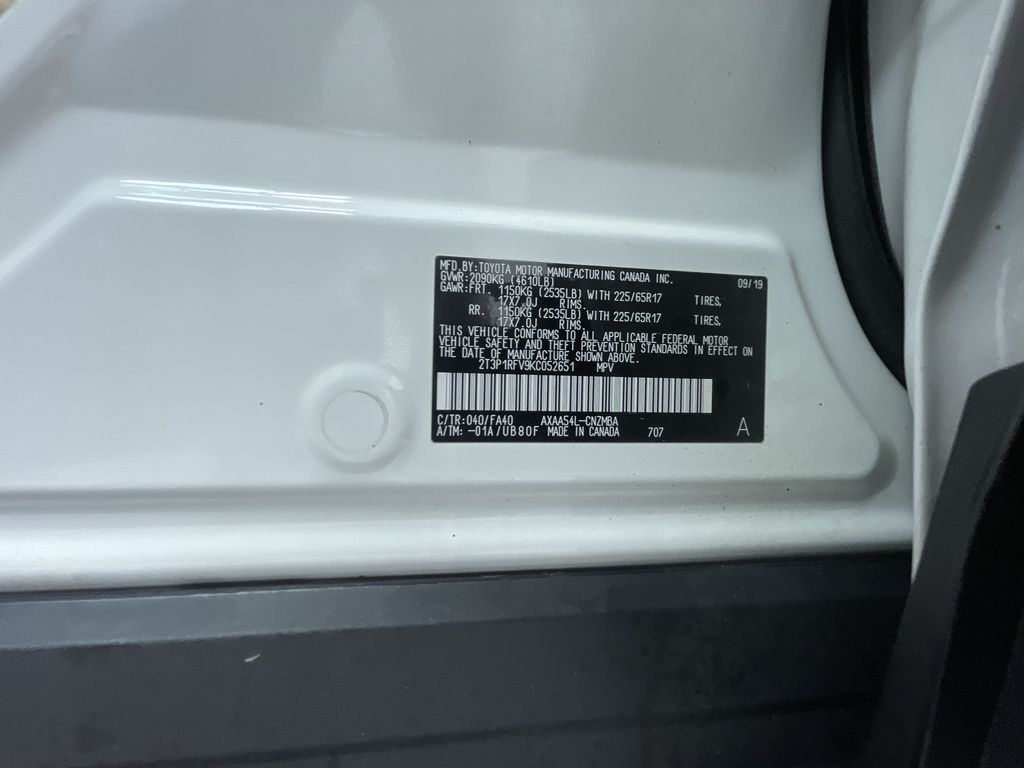 MFD.BY:TOYOTA MOTOR MANUFACTURING CANADA INC.
GVWR:2090KG (4610LB) 09/19
GAWR:FRT. 1150KG (2535LB) WITH 225/65R17 TIRES,
17X7.0J RIMS.
RR. 1150KG (2535LB) WITH 225/65R17 TIRES,
17X7.0J RIMS.
THIS VEHICLE CONFORMS TO ALL APPLICABLE FEDERAL MOTOR
VEHICLE SAFETY AND THEFT PREVENTION STANDARDS IN EFFECT ON
THE DATE OF MANUFACTURE SHOWN ABOVE.
2T3P1RFV9KC052651 MPV
C/TR:040/FA40 AXAA54L-CNZMBA
A/TM:-01A/UB80F MADE IN CANADA 707 A